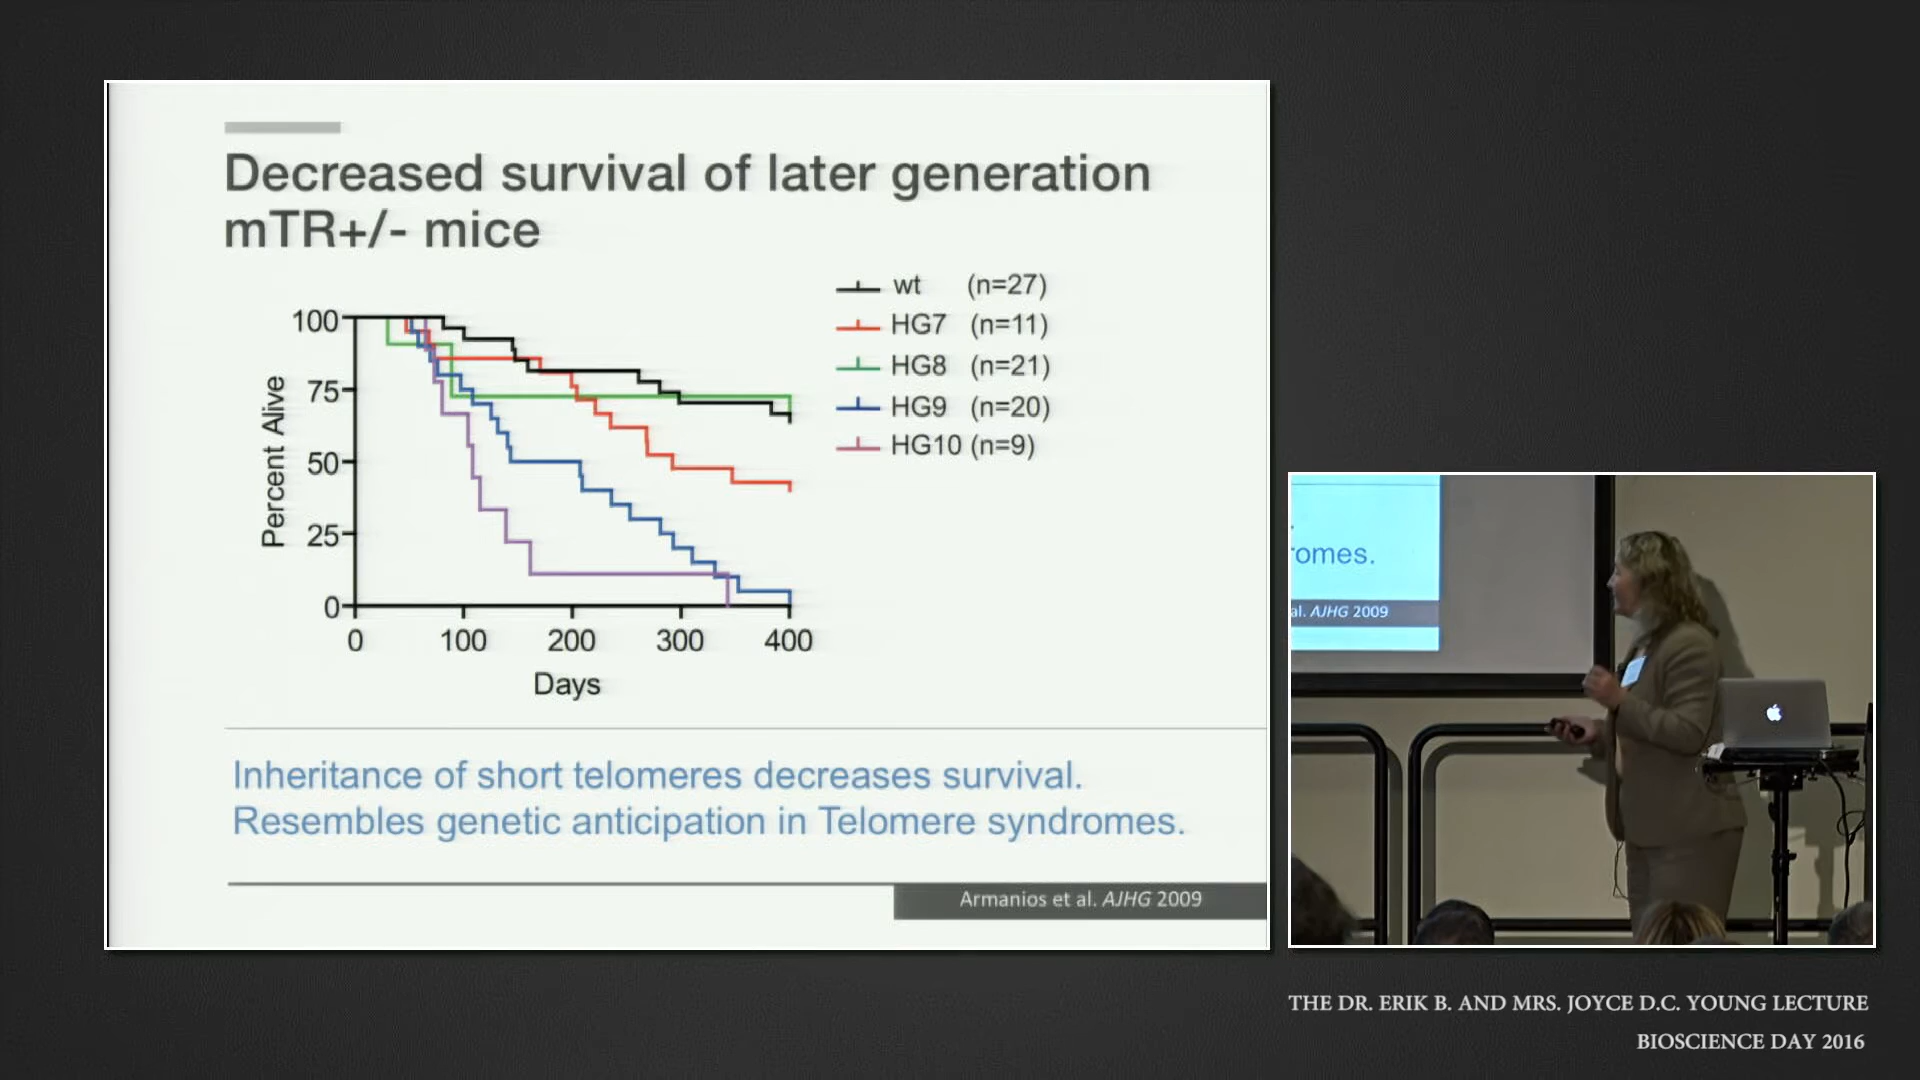 Decreased survival of later generation
mTR+/- mice
wt (n=27)
HG7 (n=11)
HG8 (n=21)
HG9 (n=20)
HG10 (n=9)
Percent Alive
100
75
50
25
0
0 100 200 300 400
Days
Inheritance of short telomeres decreases survival.
Resembles genetic anticipation in Telomere syndromes.
Armanios et al. AJHG 2009
romes.
al. AJHG 2009
THE DR. ERIK B. AND MRS. JOYCE D.C. YOUNG LECTURE
BIOSCIENCE DAY 2016